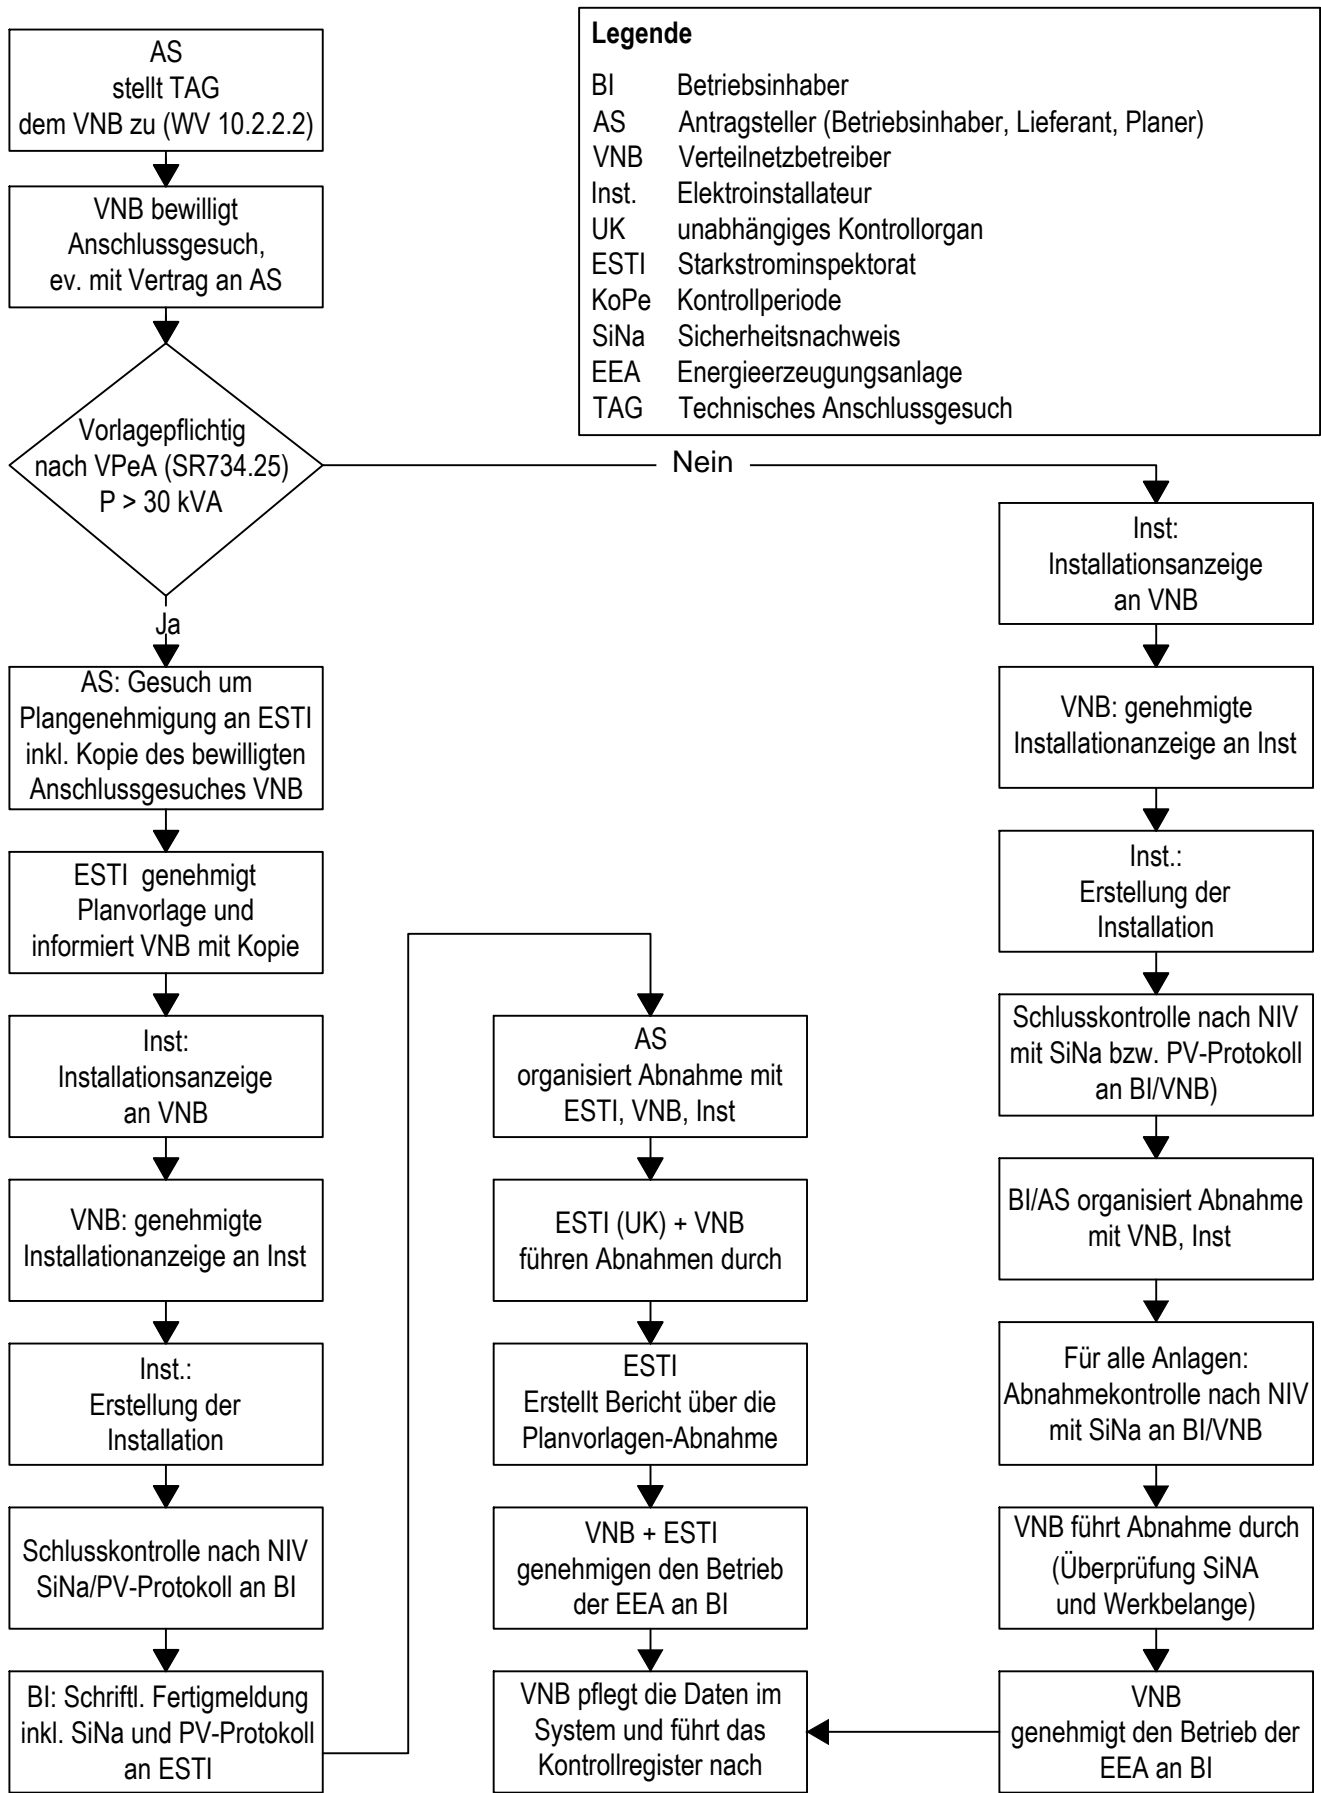 AS
stellt TAG
dem VNB zu (WV 10.2.2.2)
VNB bewilligt
Anschlussgesuch,
ev. mit Vertrag an AS
Vorlagepflichtig
nach VPeA (SR734.25)
P > 30 kVA
Ja
Nein
Legende
BI Betriebsinhaber
AS Antragsteller (Betriebsinhaber, Lieferant, Planer)
VNB Verteilnetzbetreiber
Inst. Elektroinstallateur
UK unabhängiges Kontrollorgan
ESTI Starkstrominspektorat
KoPe Kontrollperiode
SiNa Sicherheitsnachweis
EEA Energieerzeugungsanlage
TAG Technisches Anschlussgesuch
AS: Gesuch um
Plangenehmigung an ESTI
inkl. Kopie des bewilligten
Anschlussgesuches VNB
ESTI genehmigt
Planvorlage und
informiert VNB mit Kopie
Inst:
Installationsanzeige
an VNB
VNB: genehmigte
Installationanzeige an Inst
Inst.:
Erstellung der
Installation
Schlusskontrolle nach NIV
SiNa/PV-Protokoll an BI
BI: Schriftl. Fertigmeldung
inkl. SiNa und PV-Protokoll
an ESTI
AS
organisiert Abnahme mit
ESTI, VNB, Inst
ESTI (UK) + VNB
führen Abnahmen durch
ESTI
Erstellt Bericht über die
Planvorlagen-Abnahme
VNB + ESTI
genehmigen den Betrieb
der EEA an BI
VNB pflegt die Daten im
System und führt das
Kontrollregister nach
Inst:
Installationsanzeige
an VNB
VNB: genehmigte
Installationanzeige an Inst
Inst.:
Erstellung der
Installation
Schlusskontrolle nach NIV
mit SiNa bzw. PV-Protokoll
an BI/VNB)
BI/AS organisiert Abnahme
mit VNB, Inst
Für alle Anlagen:
Abnahmekontrolle nach NIV
mit SiNa an BI/VNB
VNB führt Abnahme durch
(Überprüfung SiNA
und Werkbelange)
VNB
genehmigt den Betrieb der
EEA an BI